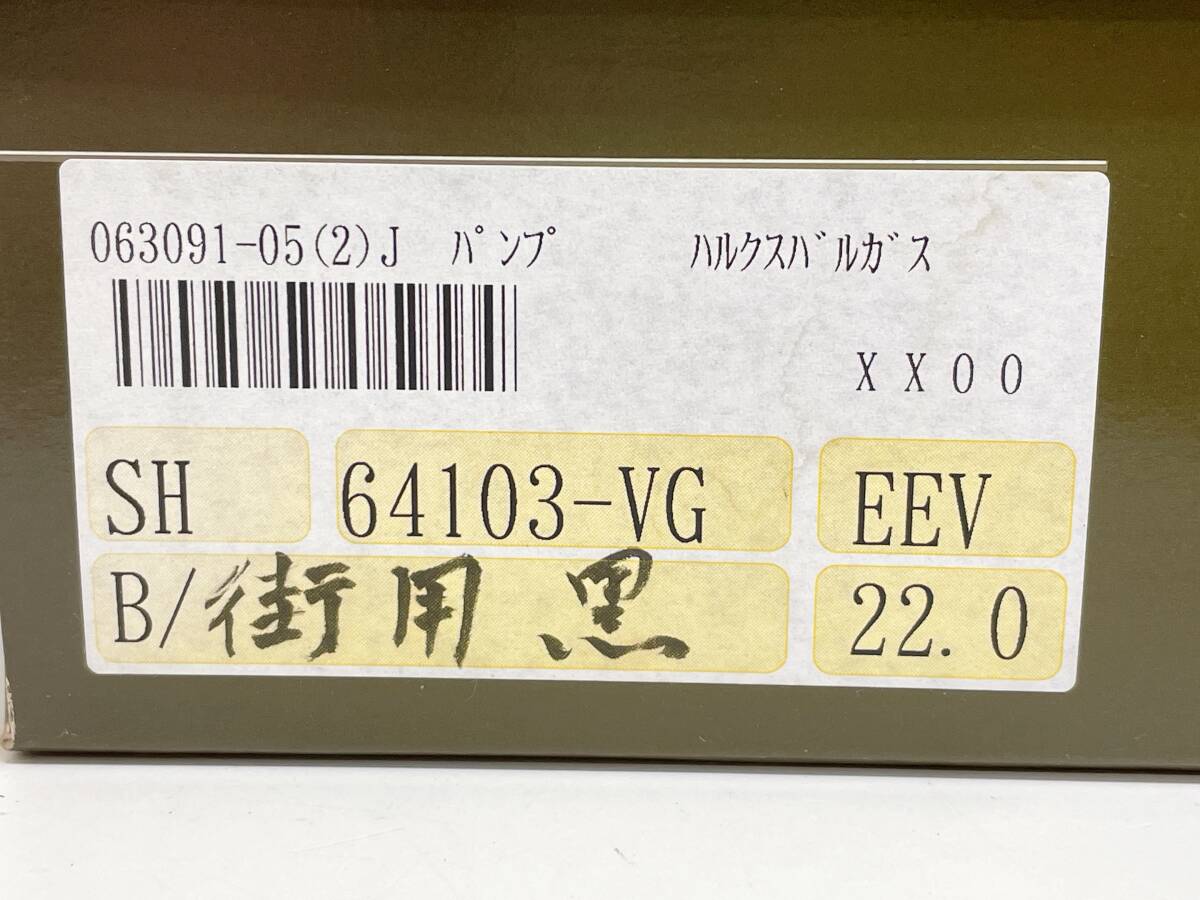 063091-05(2)J ﾊﾟﾝﾌﾟ ﾊﾙｸｽﾊﾞﾙｶﾞｽ
XX00
SH 64103-VG EEV
B/街用 黒 22.0